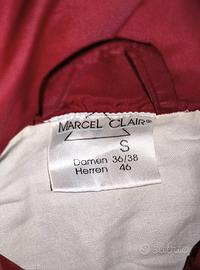 MARCEL CLAIR®
S
Damen 36/38
Herren 46